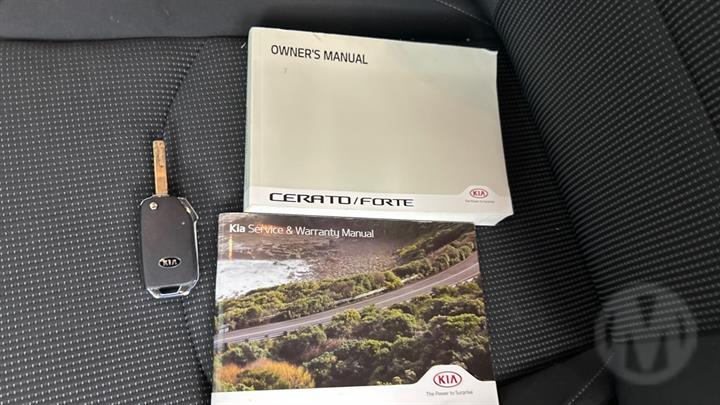 OWNER'S MANUAL
KIA
The Power to Surprise
CERATO/FORTE
Kia Service & Warranty Manual
KIA
KIA
The Power to Surprise
M